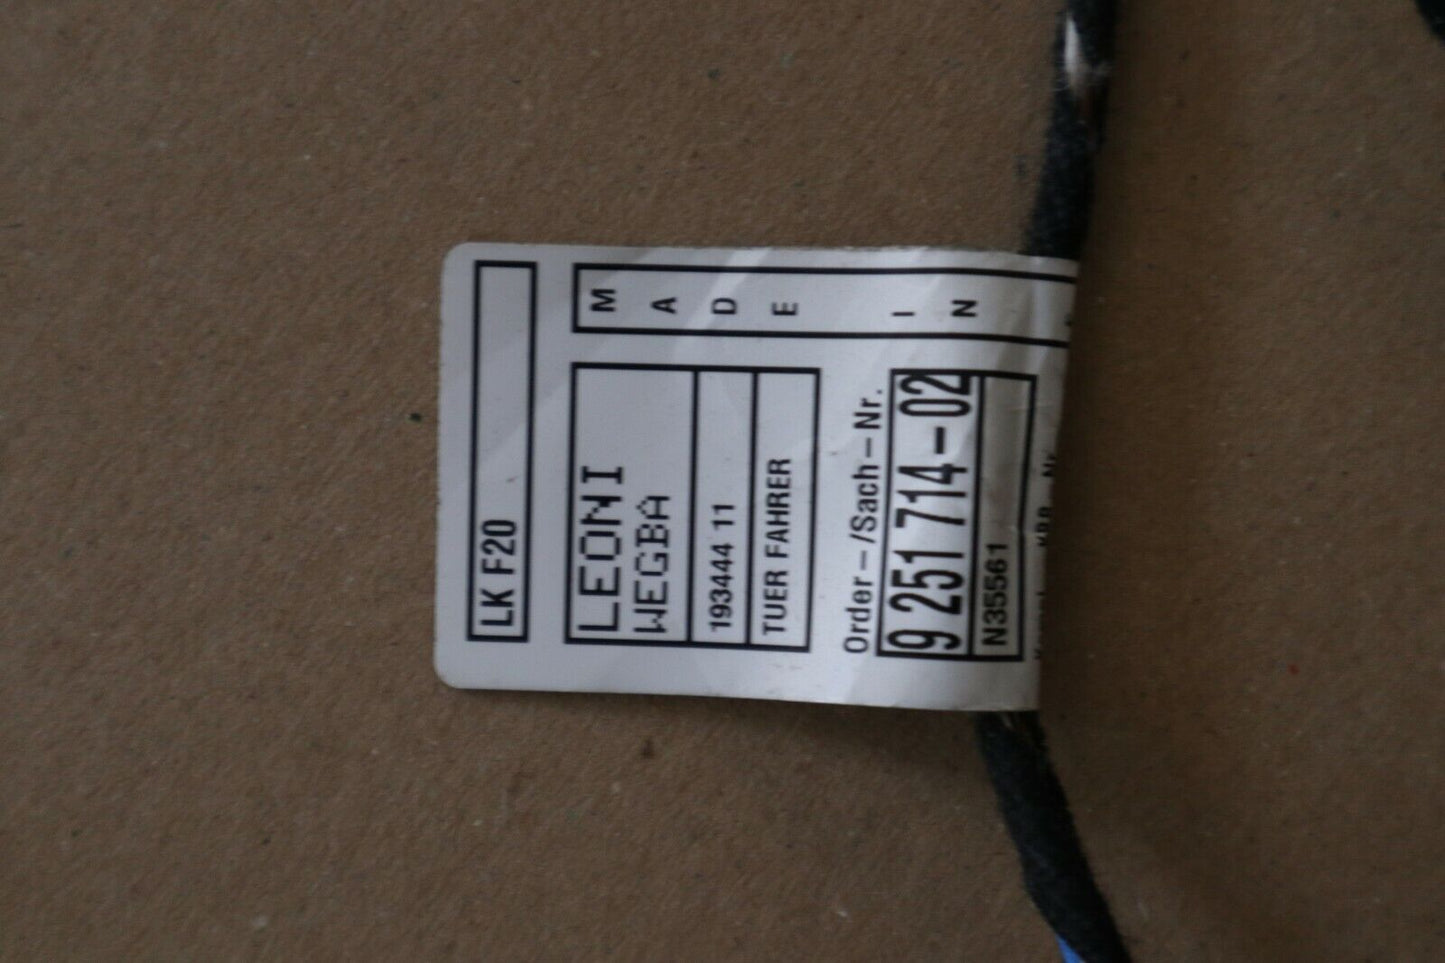 LK F20
MADE IN
LEONI
WEGBA
193444 11
TUER FAHRER
Order-/Sach-Nr.
9 251 714-02
N35561